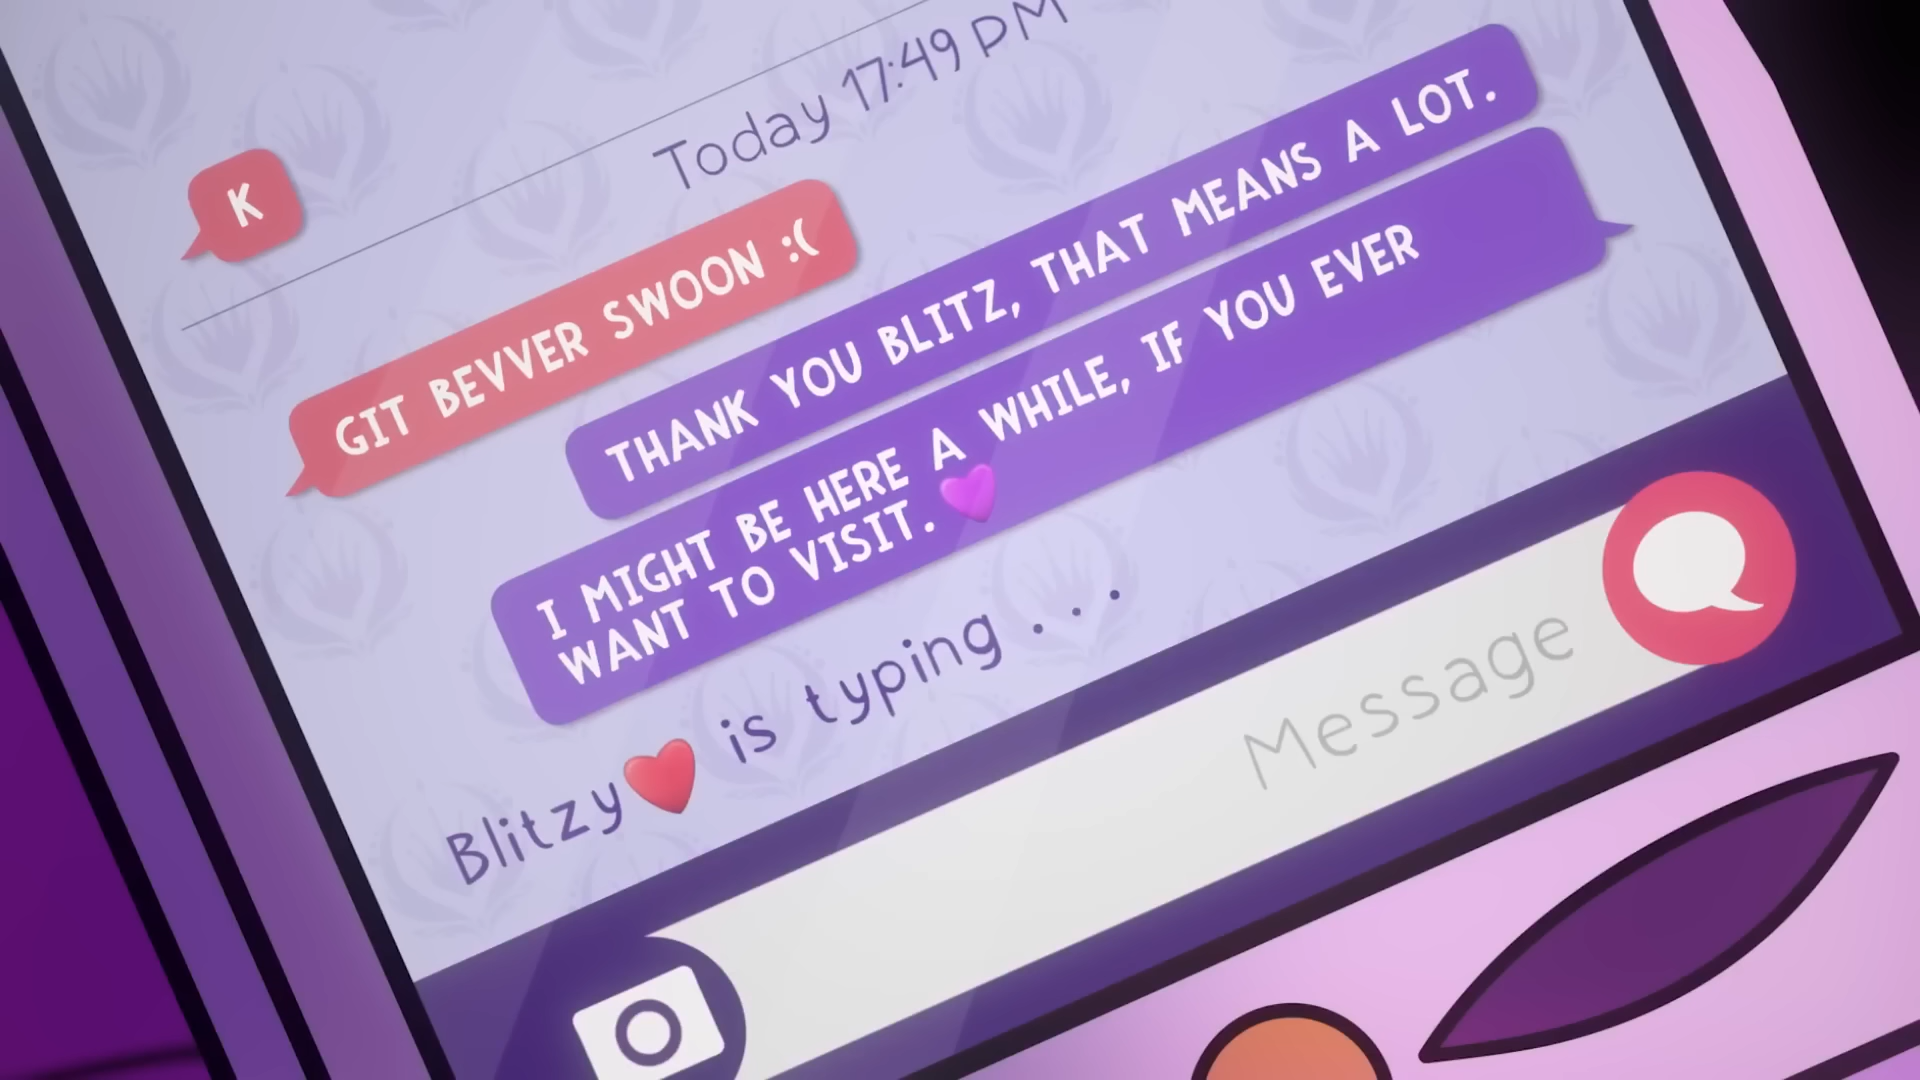 K
Today 17:49 PM
GIT BEVVER SWOON :(
THANK YOU BLITZ, THAT MEANS A LOT.
I MIGHT BE HERE A WHILE, IF YOU EVER
WANT TO VISIT. 💜
Blitzy❤️ is typing . . .
Message